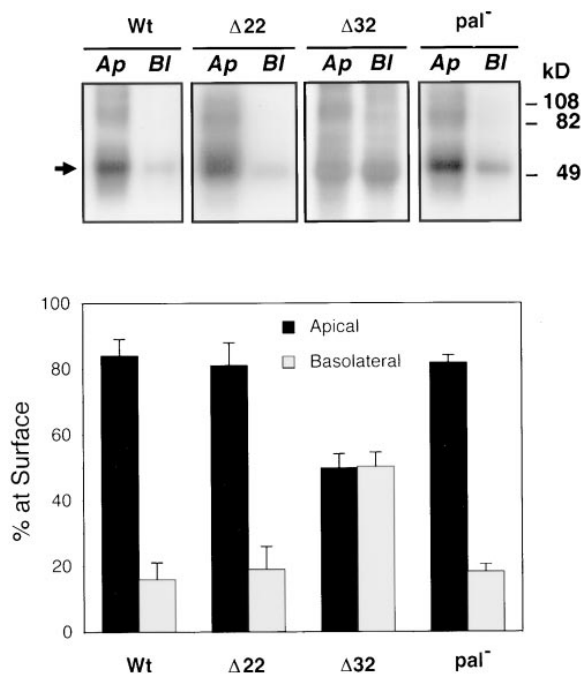 Wt Δ22 Δ32 pal⁻
Ap Bl Ap Bl Ap Bl Ap Bl kD
108
82
49
100
80
60
40
20
0
% at Surface
Apical
Basolateral
Wt Δ22 Δ32 pal⁻